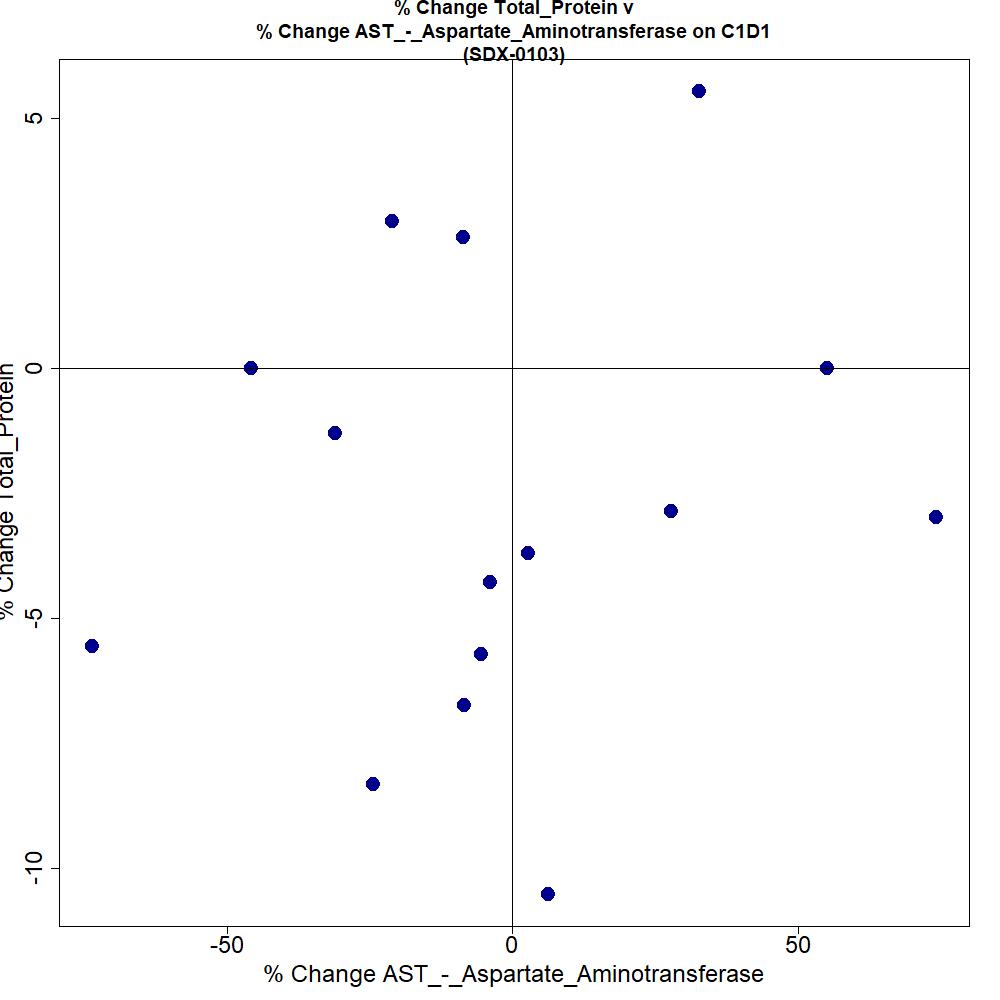 % Change Total_Protein v
% Change AST_-_Aspartate_Aminotransferase on C1D1
(SDX-0103)
5
0
-5
-10
% Change Total_Protein
-50
0
50
% Change AST_-_Aspartate_Aminotransferase